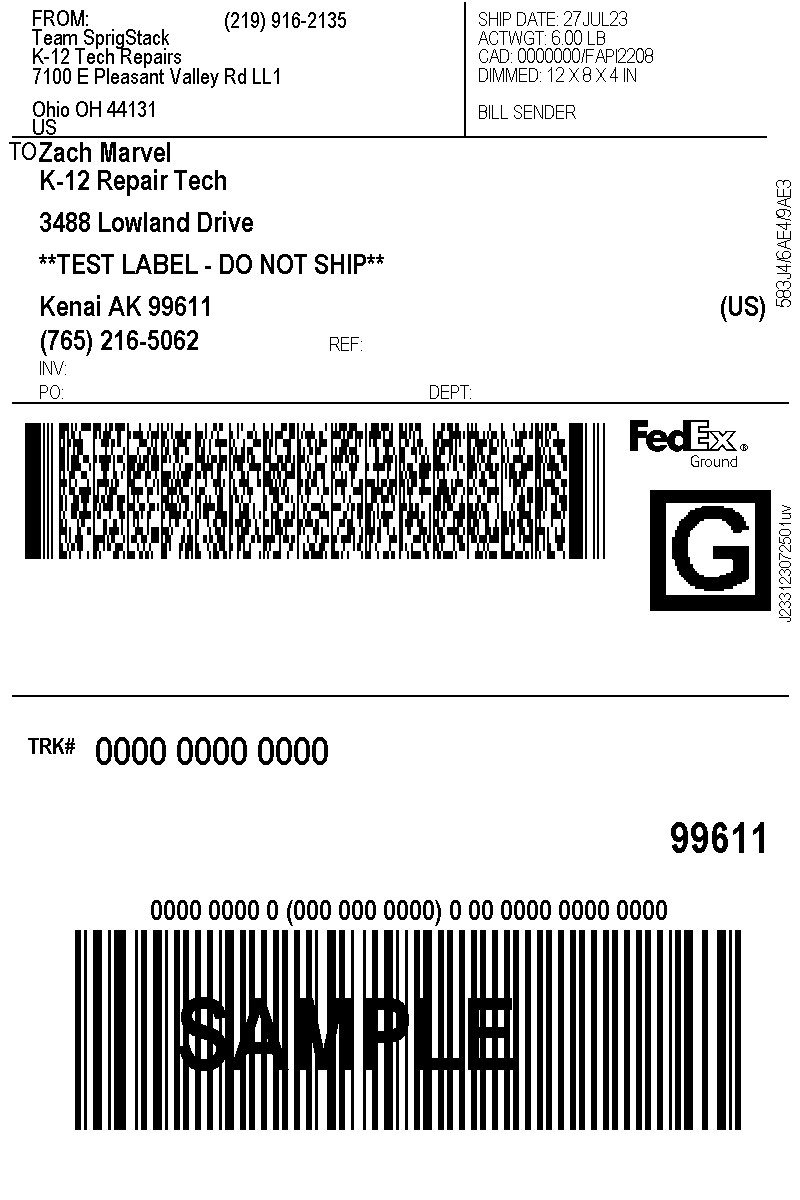 FROM: (219) 916-2135
Team SprigStack
K-12 Tech Repairs
7100 E Pleasant Valley Rd LL1
Ohio OH 44131
US
SHIP DATE: 27JUL23
ACTWGT: 6.00 LB
CAD: 0000000/FAPI2208
DIMMED: 12 X 8 X 4 IN
BILL SENDER
TO Zach Marvel
K-12 Repair Tech
3488 Lowland Drive
**TEST LABEL - DO NOT SHIP**
Kenai AK 99611 (US)
(765) 216-5062 REF:
INV:
PO: DEPT:
583J4/6AE4/9AE3
FedEx ®
Ground
G
J233123072501uv
TRK# 0000 0000 0000
99611
0000 0000 0 (000 000 0000) 0 00 0000 0000 0000
SAMPLE